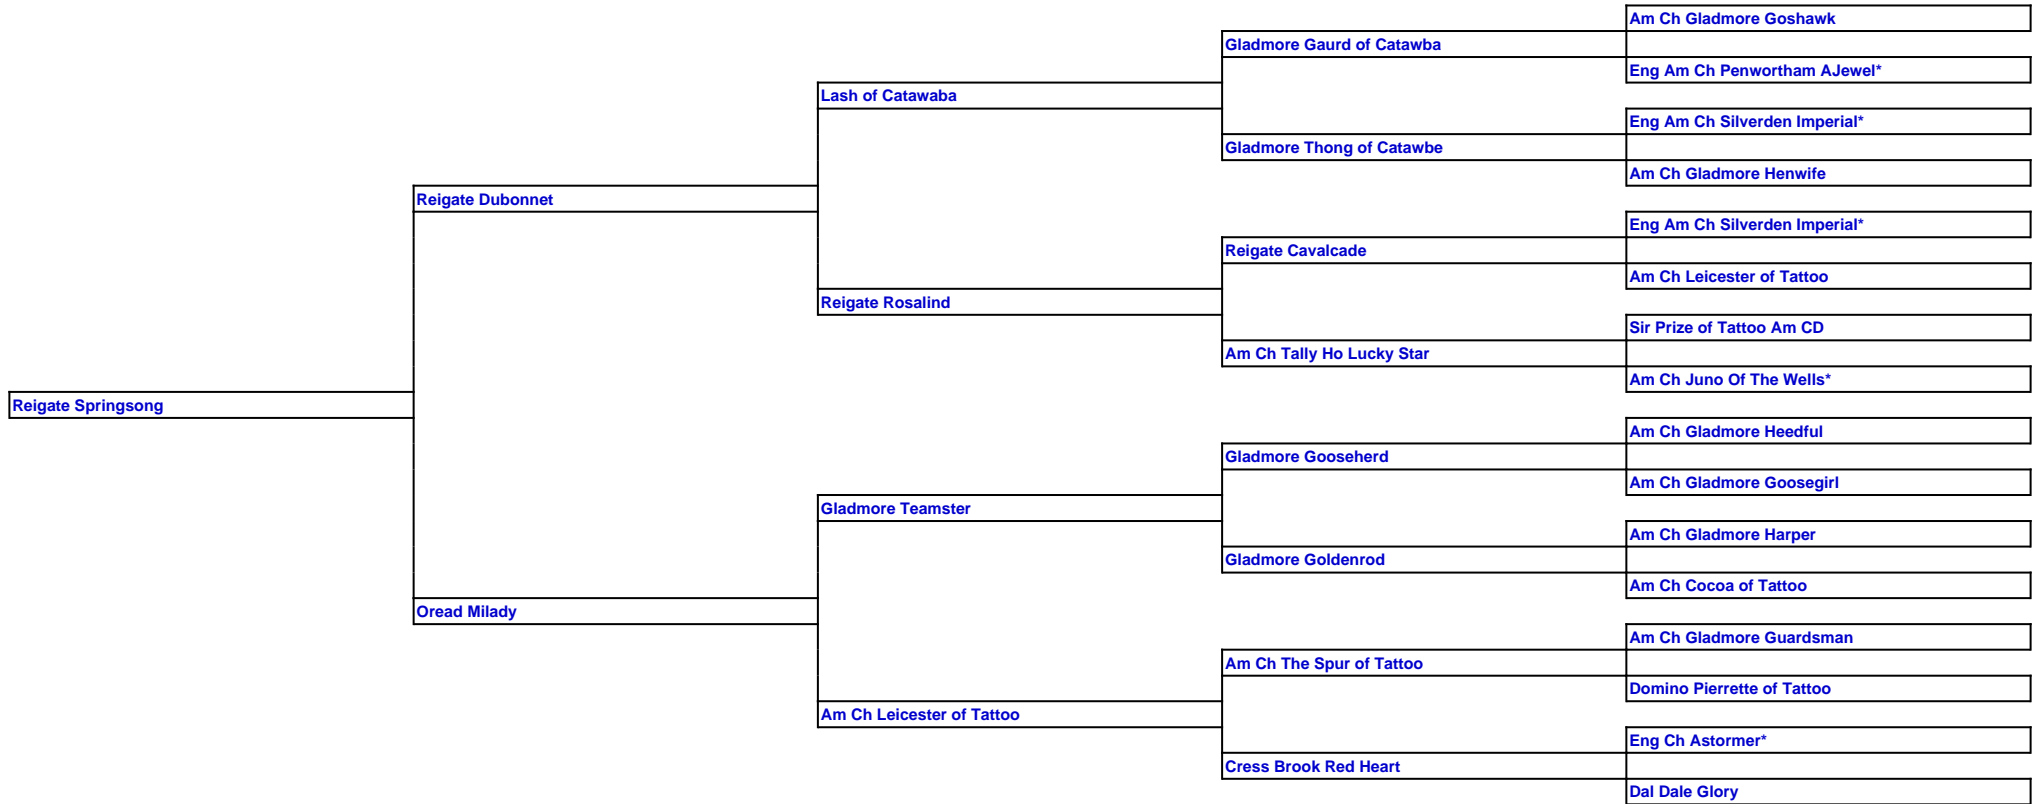 Am Ch Gladmore Goshawk
Gladmore Gaurd of Catawba
Eng Am Ch Penwortham AJewel*
Lash of Catawaba
Eng Am Ch Silverden Imperial*
Gladmore Thong of Catawbe
Am Ch Gladmore Henwife
Reigate Dubonnet
Eng Am Ch Silverden Imperial*
Reigate Cavalcade
Am Ch Leicester of Tattoo
Reigate Rosalind
Sir Prize of Tattoo Am CD
Am Ch Tally Ho Lucky Star
Am Ch Juno Of The Wells*
Reigate Springsong
Am Ch Gladmore Heedful
Gladmore Gooseherd
Am Ch Gladmore Goosegirl
Gladmore Teamster
Am Ch Gladmore Harper
Gladmore Goldenrod
Am Ch Cocoa of Tattoo
Oread Milady
Am Ch Gladmore Guardsman
Am Ch The Spur of Tattoo
Domino Pierrette of Tattoo
Am Ch Leicester of Tattoo
Eng Ch Astormer*
Cress Brook Red Heart
Dal Dale Glory